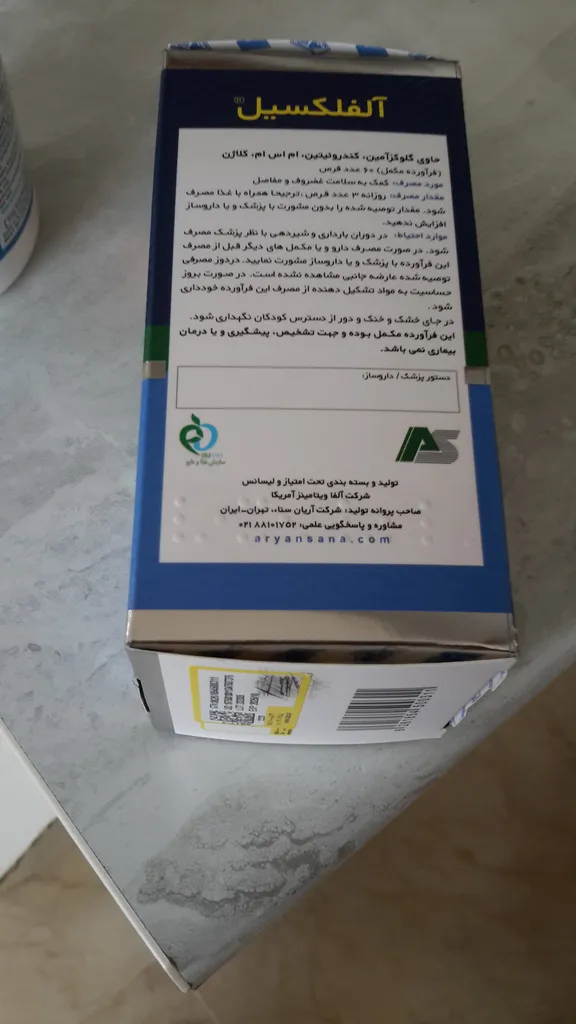 آلفلکسیل®
حاوی گلوکزآمین، کندرویتین، ام اس ام، کلاژن
(فرآورده مکمل) ۶۰ عدد قرص
مورد مصرف: کمک به سلامت غضروف و مفاصل
مقدار مصرف: روزانه ۳ عدد قرص ،ترجیحا همراه با غذا مصرف
شود. مقدار توصیه شده را بدون مشورت با پزشک و یا داروساز
افزایش ندهید.
موارد احتیاط: در دوران بارداری و شیردهی با نظر پزشک مصرف
شود. در صورت مصرف دارو و یا مکمل های دیگر قبل از مصرف
این فرآورده با پزشک و یا داروساز مشورت نمایید. دردوز مصرفی
توصیه شده عارضه جانبی مشاهده نشده است. در صورت بروز
حساسیت به مواد تشکیل دهنده از مصرف این فرآورده خودداری
شود.
در جای خشک و خنک و دور از دسترس کودکان نگهداری شود.
این فرآورده مکمل بوده و جهت تشخیص، پیشگیری و یا درمان
بیماری نمی باشد.
دستور پزشک / داروساز:
AS
سازمان غذا و دارو
تولید و بسته بندی تحت امتیاز و لیسانس
شرکت آلفا ویتامینز آمریکا
صاحب پروانه تولید: شرکت آریان سنا، تهران-ایران
مشاوره و پاسخگویی علمی: ۸۸۱۰۱۷۵۲ ۰۲۱
aryansana.com